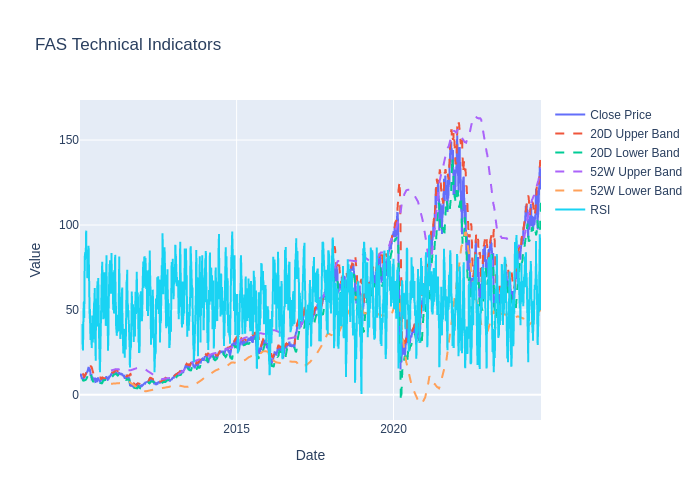 FAS Technical Indicators
Close Price
20D Upper Band
20D Lower Band
52W Upper Band
52W Lower Band
RSI
150
100
50
0
Value
2015
2020
Date